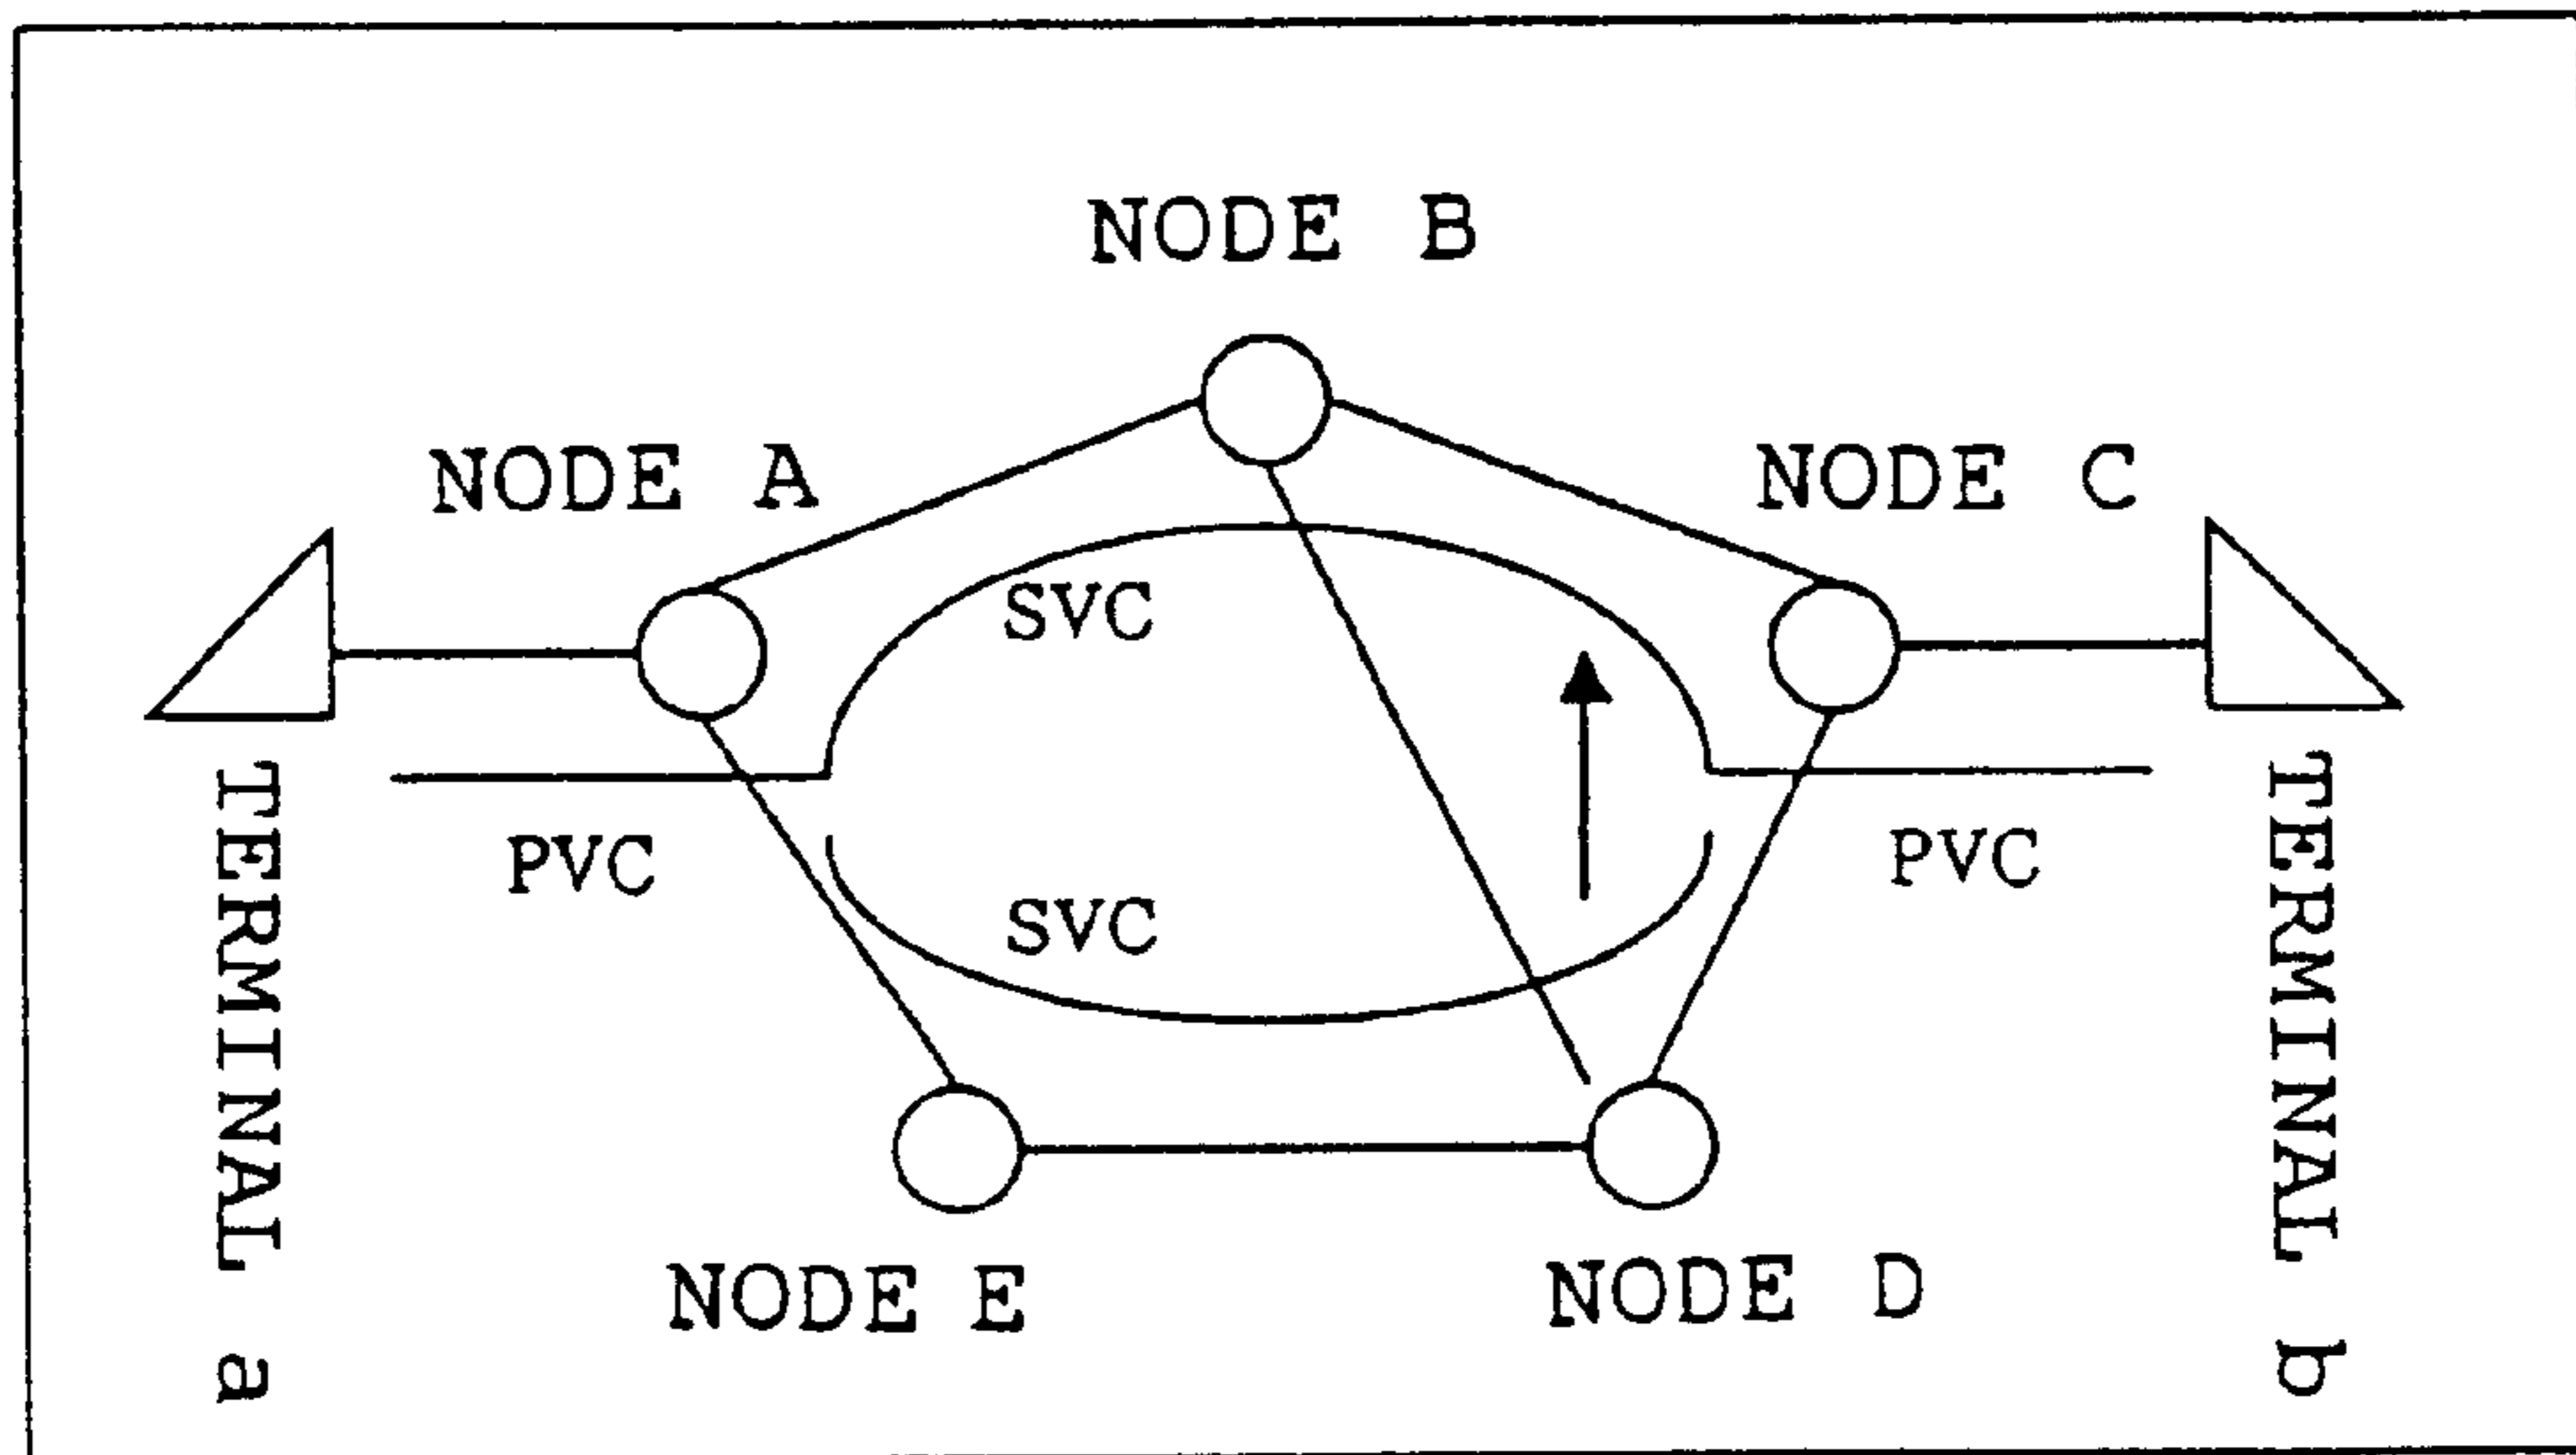 NODE B
NODE A
NODE C
SVC
PVC
PVC
SVC
TERMINAL a
TERMINAL b
NODE E
NODE D